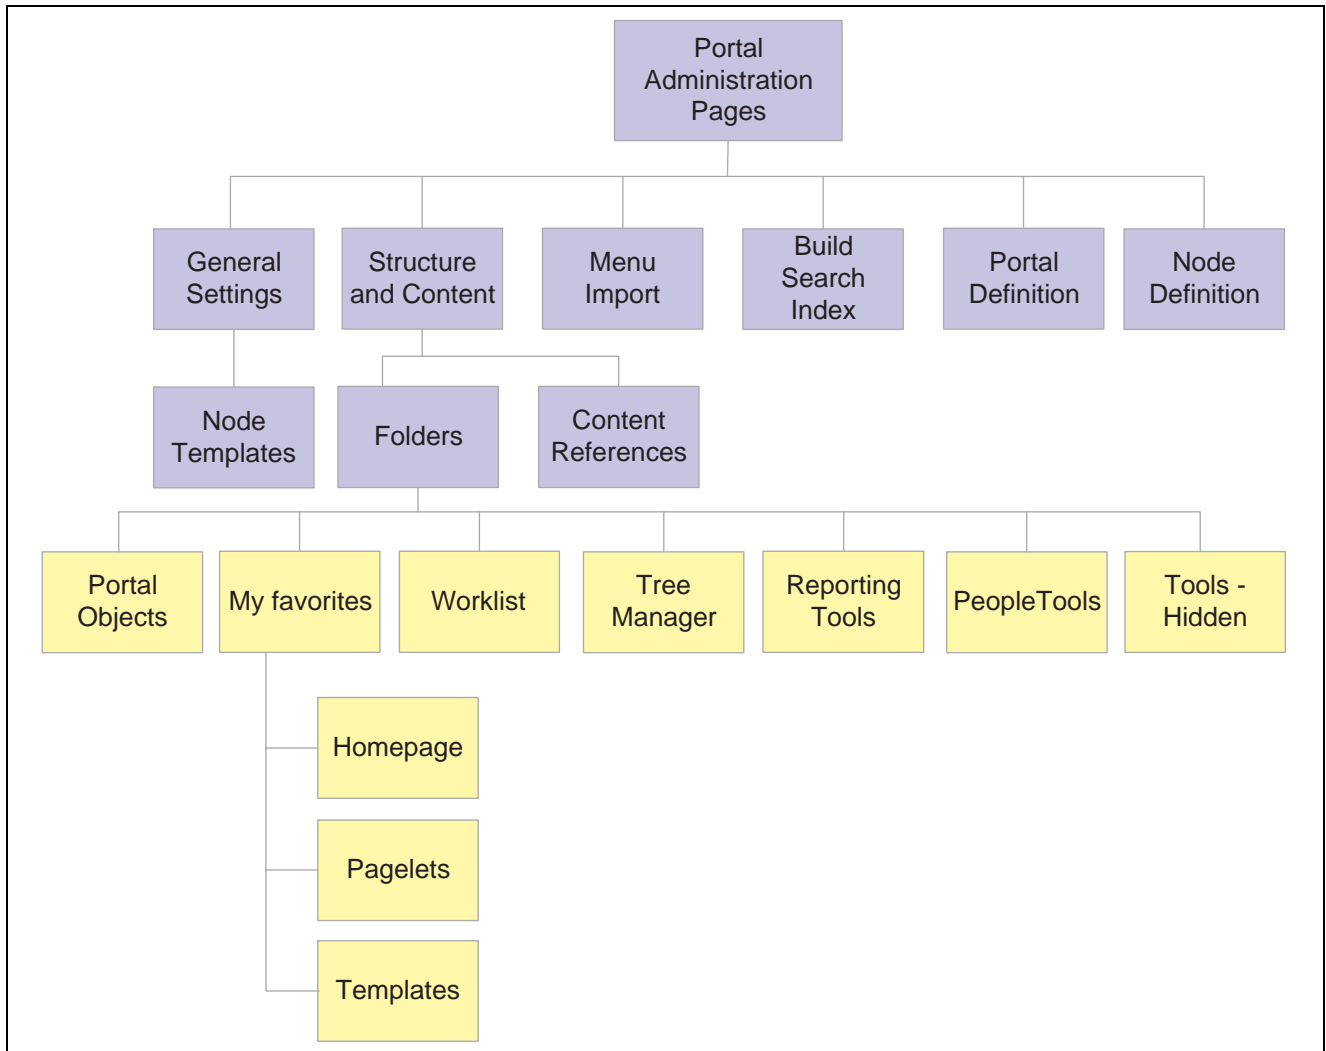 Portal
Administration
Pages
General
Settings
Structure
and Content
Menu
Import
Build
Search
Index
Portal
Definition
Node
Definition
Node
Templates
Folders
Content
References
Portal
Objects
My favorites
Worklist
Tree
Manager
Reporting
Tools
PeopleTools
Tools -
Hidden
Homepage
Pagelets
Templates